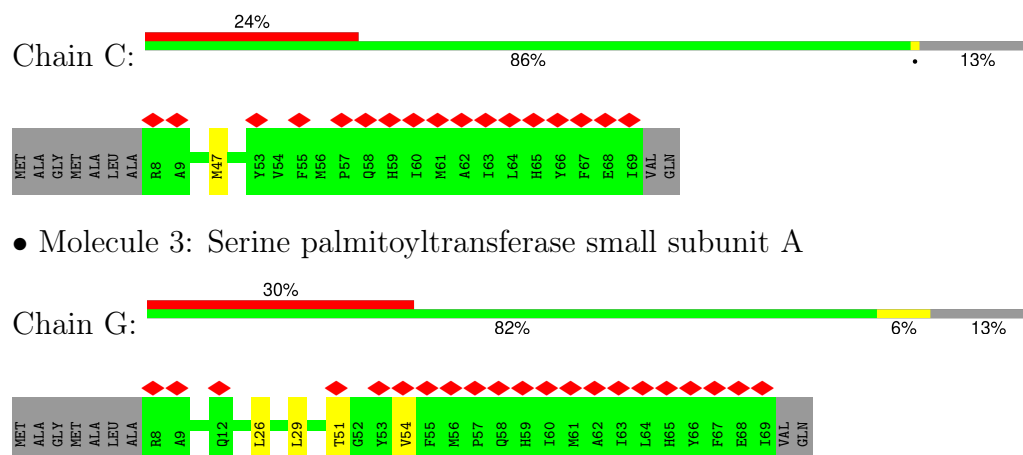 24%
Chain C:
86% • 13%
MET ALA GLY MET ALA LEU ALA R8 A9 M47 Y53 V54 F55 M56 P57 Q58 H59 I60 M61 A62 I63 L64 H65 Y66 F67 E68 I69 VAL GLN
• Molecule 3: Serine palmitoyltransferase small subunit A
30%
Chain G:
82% 6% 13%
MET ALA GLY MET ALA LEU ALA R8 A9 Q12 L26 L29 T51 G52 Y53 V54 F55 M56 P57 Q58 H59 I60 M61 A62 I63 L64 H65 Y66 F67 E68 I69 VAL GLN